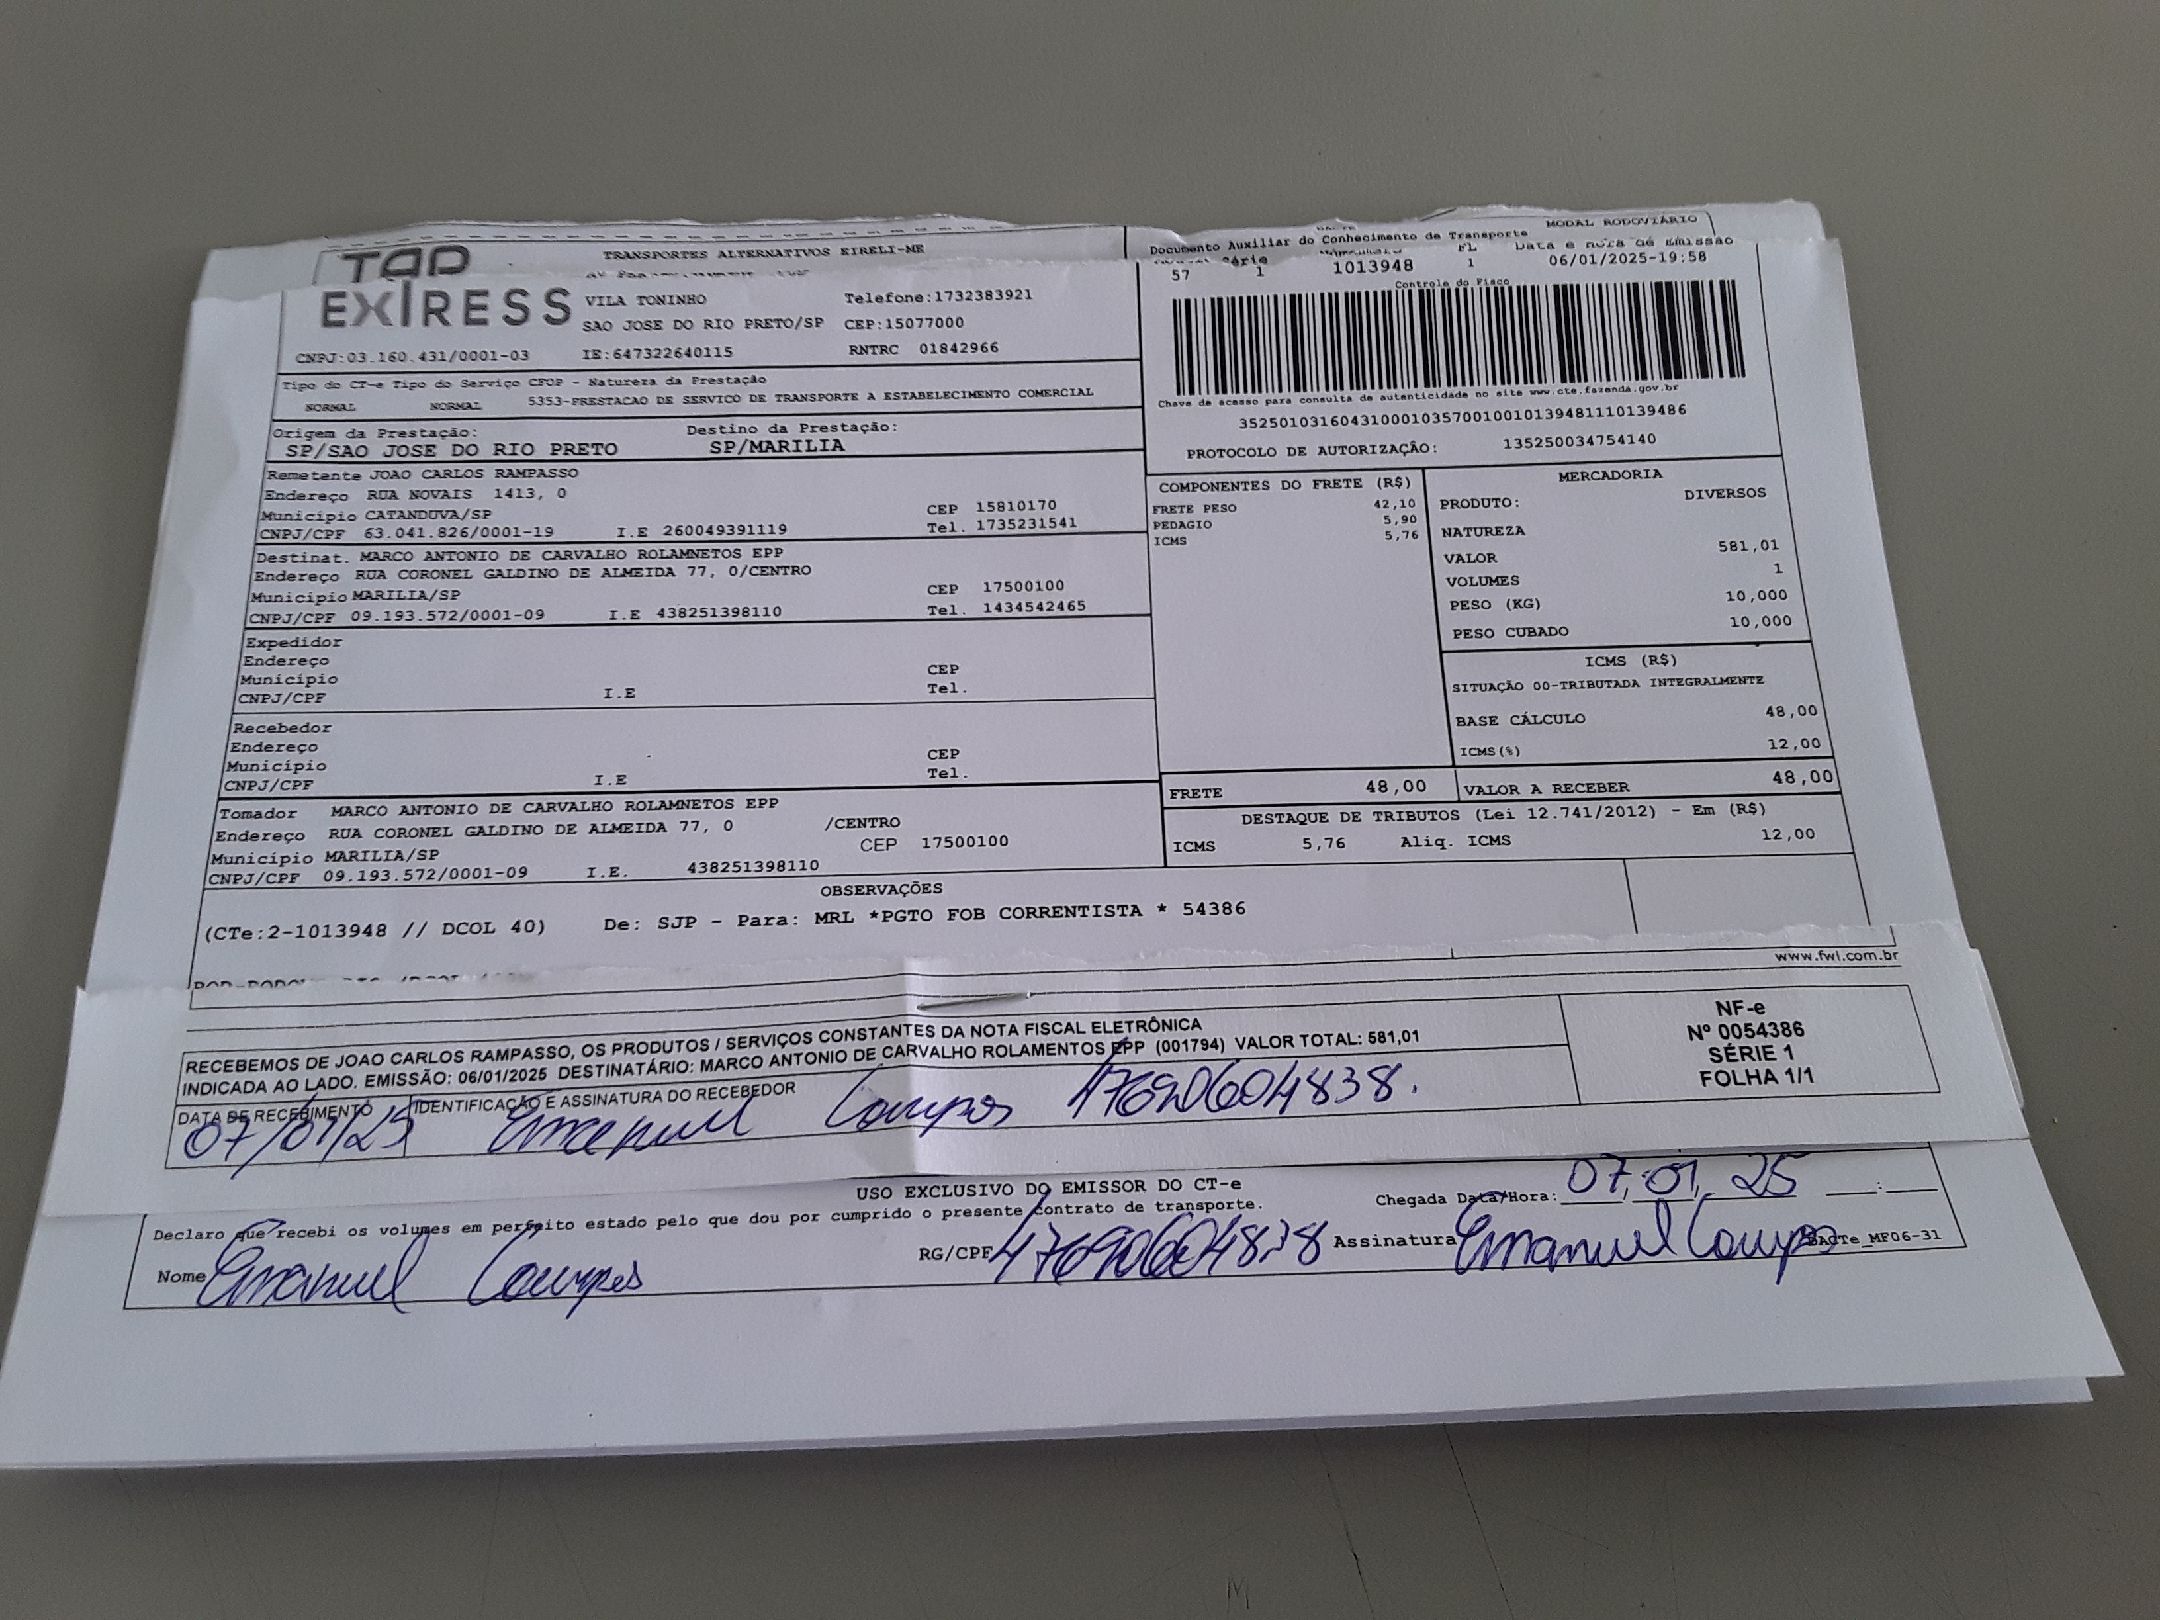 MODAL RODOVIÁRIO
TRANSPORTES ALTERNATIVOS EIRELI-ME
Documento Auxiliar do Conhecimento de Transporte
Série FL Data e hora de Emissão
57 1 1013948 1 06/01/2025-19:58
TAP
EXPRESS
VILA TONINHO Telefone:1732383921
SAO JOSE DO RIO PRETO/SP CEP:15077000
CNPJ:03.160.431/0001-03 IE:647322640115 RNTRC 01842966
Controle do Fisco
Chave de acesso para consulta de autenticidade no site www.cte.fazenda.gov.br
35250103160431000103570010010139481110139486
PROTOCOLO DE AUTORIZAÇÃO: 135250034754140
Tipo do CT-e Tipo do Serviço CFOP - Natureza da Prestação
NORMAL NORMAL 5353-PRESTACAO DE SERVICO DE TRANSPORTE A ESTABELECIMENTO COMERCIAL
Origem da Prestação: Destino da Prestação:
SP/SAO JOSE DO RIO PRETO SP/MARILIA
Remetente JOAO CARLOS RAMPASSO
Endereço RUA NOVAIS 1413, 0
Município CATANDUVA/SP CEP 15810170
CNPJ/CPF 63.041.826/0001-19 I.E 260049391119 Tel. 1735231541
Destinat. MARCO ANTONIO DE CARVALHO ROLAMNETOS EPP
Endereço RUA CORONEL GALDINO DE ALMEIDA 77, 0/CENTRO
Município MARILIA/SP CEP 17500100
CNPJ/CPF 09.193.572/0001-09 I.E 438251398110 Tel. 1434542465
Expedidor
Endereço
Município CEP
CNPJ/CPF I.E Tel.
Recebedor
Endereço
Município CEP
CNPJ/CPF I.E Tel.
Tomador MARCO ANTONIO DE CARVALHO ROLAMNETOS EPP
Endereço RUA CORONEL GALDINO DE ALMEIDA 77, 0 /CENTRO
Município MARILIA/SP CEP 17500100
CNPJ/CPF 09.193.572/0001-09 I.E. 438251398110
COMPONENTES DO FRETE (R$)
FRETE PESO 42,10
PEDAGIO 5,90
ICMS 5,76
MERCADORIA
PRODUTO: DIVERSOS
NATUREZA
VALOR 581,01
VOLUMES 1
PESO (KG) 10,000
PESO CUBADO 10,000
ICMS (R$)
SITUAÇÃO 00-TRIBUTADA INTEGRALMENTE
BASE CÁLCULO 48,00
ICMS(%) 12,00
FRETE 48,00 VALOR A RECEBER 48,00
DESTAQUE DE TRIBUTOS (Lei 12.741/2012) - Em (R$)
ICMS 5,76 Aliq. ICMS 12,00
OBSERVAÇÕES
(CTe:2-1013948 // DCOL 40) De: SJP - Para: MRL *PGTO FOB CORRENTISTA * 54386
www.fwl.com.br
RECEBEMOS DE JOAO CARLOS RAMPASSO, OS PRODUTOS / SERVIÇOS CONSTANTES DA NOTA FISCAL ELETRÔNICA
INDICADA AO LADO. EMISSÃO: 06/01/2025 DESTINATÁRIO: MARCO ANTONIO DE CARVALHO ROLAMENTOS EPP (001794) VALOR TOTAL: 581,01
DATA DE RECEBIMENTO IDENTIFICAÇÃO E ASSINATURA DO RECEBEDOR
07/01/25 Emanuel Campos 47690604838.
NF-e
Nº 0054386
SÉRIE 1
FOLHA 1/1
USO EXCLUSIVO DO EMISSOR DO CT-e
Chegada Data/Hora: 07, 01, 25 ___:___
Declaro que recebi os volumes em perfeito estado pelo que dou por cumprido o presente contrato de transporte.
Nome Emanuel Campos RG/CPF 47690604838 Assinatura Emanuel Campos DACTe_MF06-31